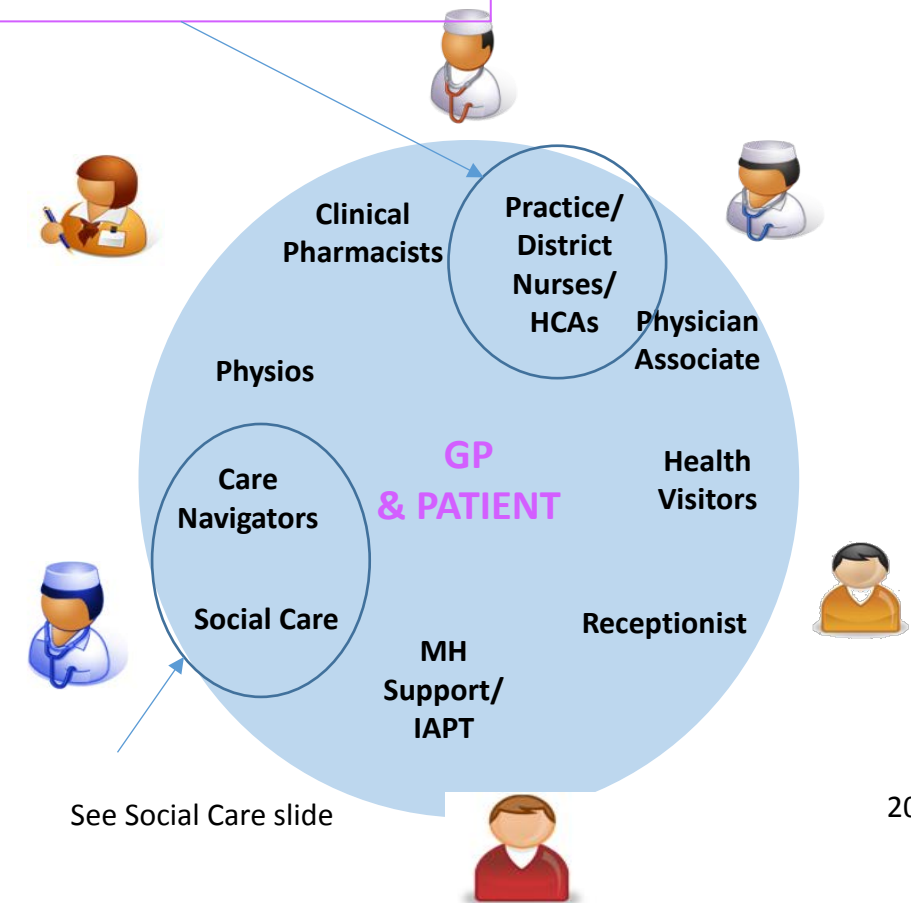 Clinical
Pharmacists
Practice/
District
Nurses/
HCAs
Physician
Associate
Physios
GP
& PATIENT
Health
Visitors
Care
Navigators
Social Care
Receptionist
MH
Support/
IAPT
See Social Care slide
20